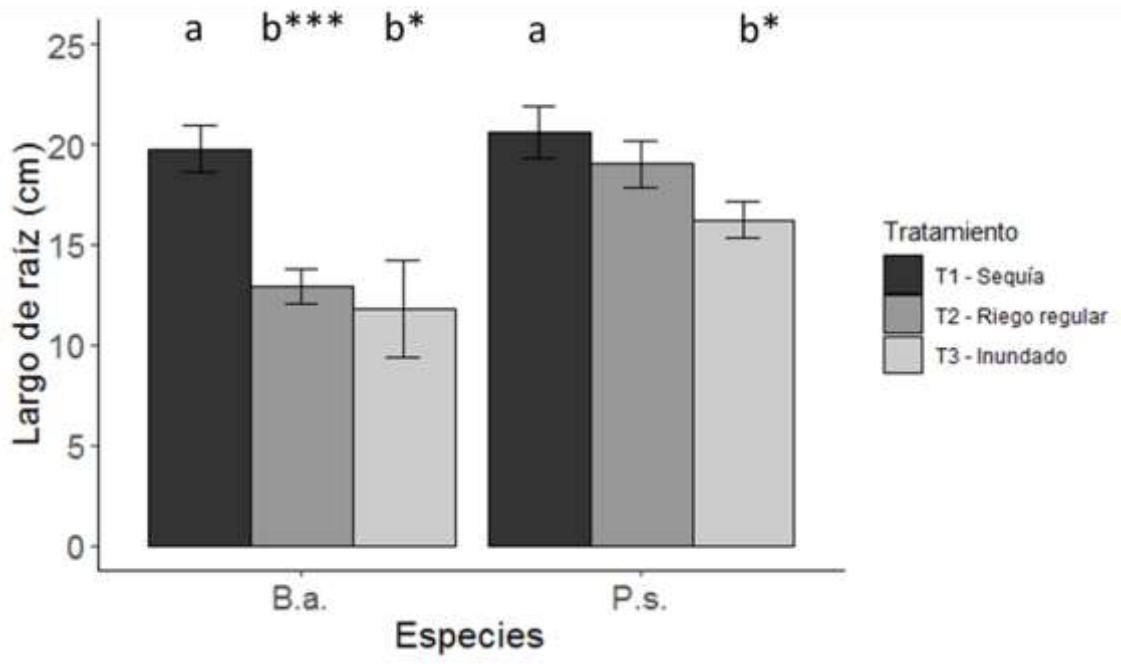 a b*** b* a b*
25
20
15
10
5
0
Largo de raíz (cm)
B.a. P.s.
Especies
Tratamiento
T1 - Sequía
T2 - Riego regular
T3 - Inundado